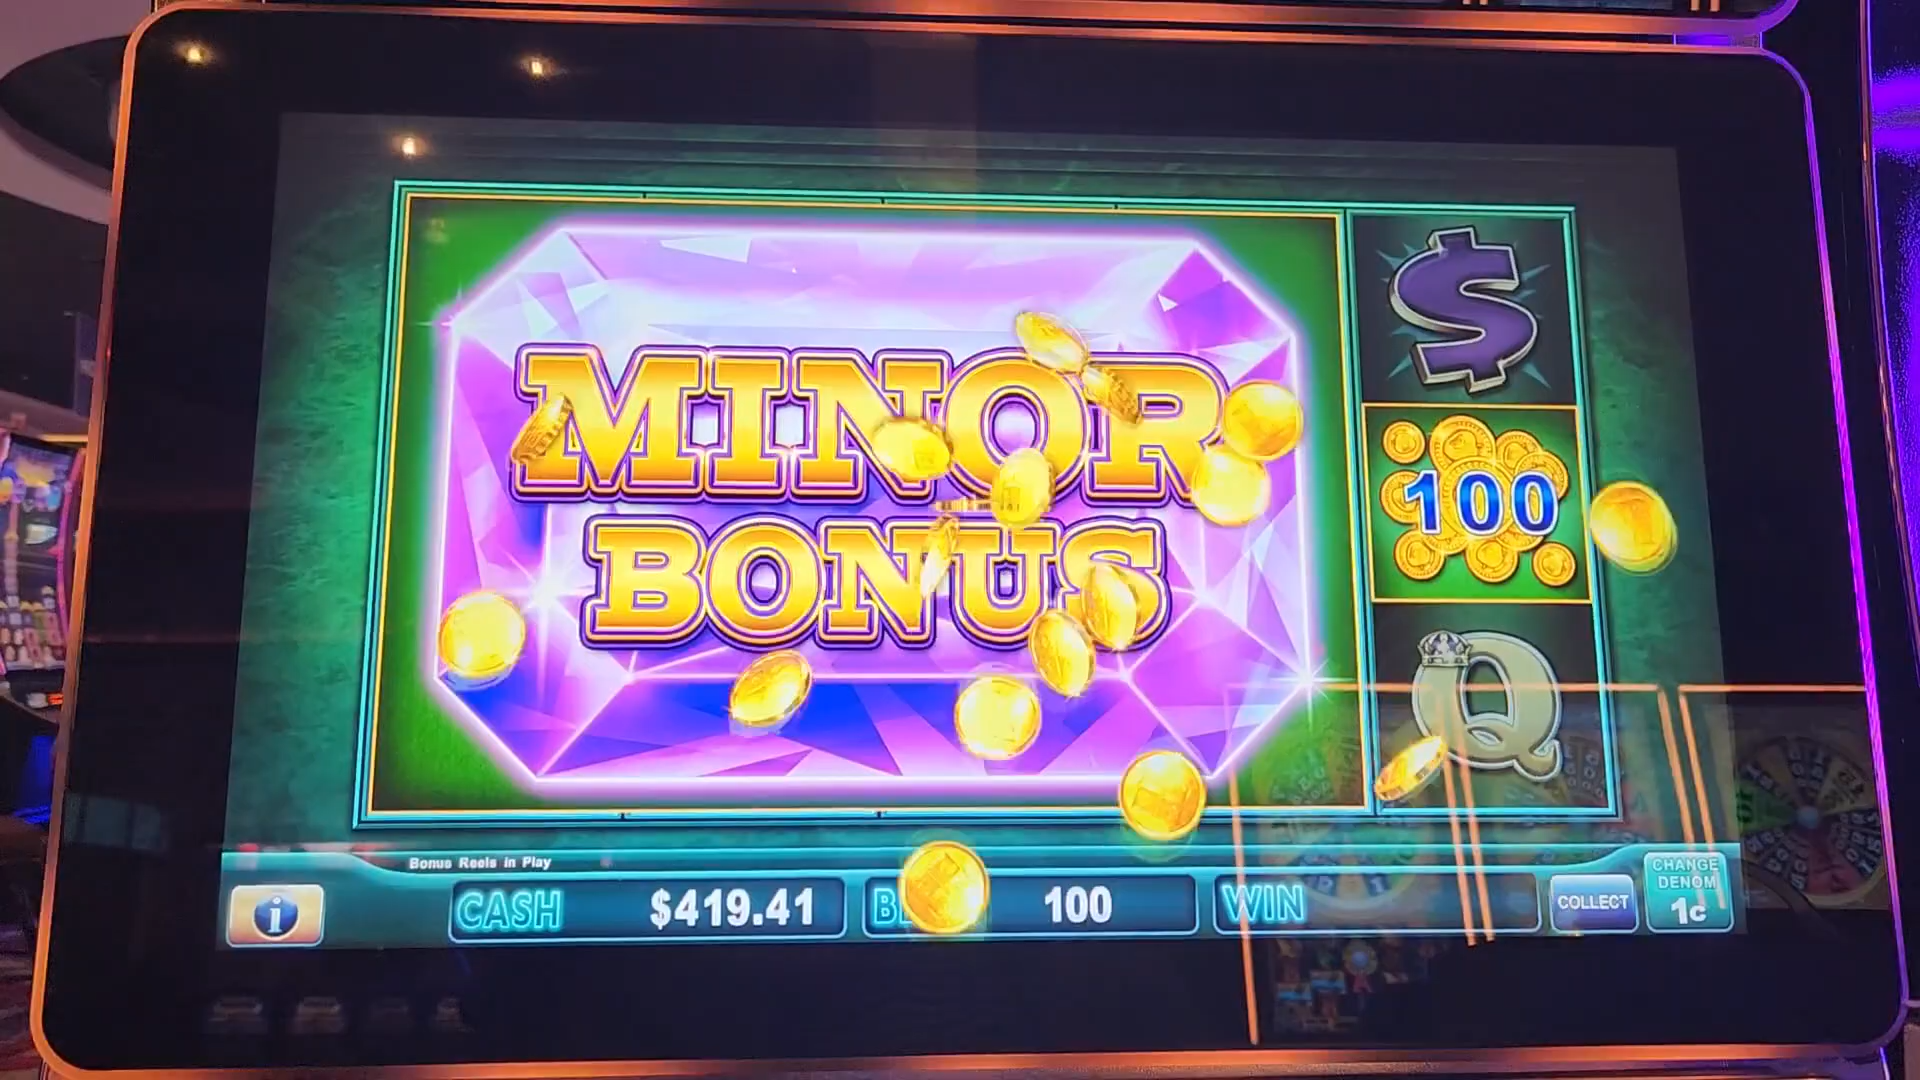 MINOR
BONUS
$
100
Q
Bonus Reels in Play
i
CASH $419.41
100
WIN
COLLECT
CHANGE
DENOM
1¢